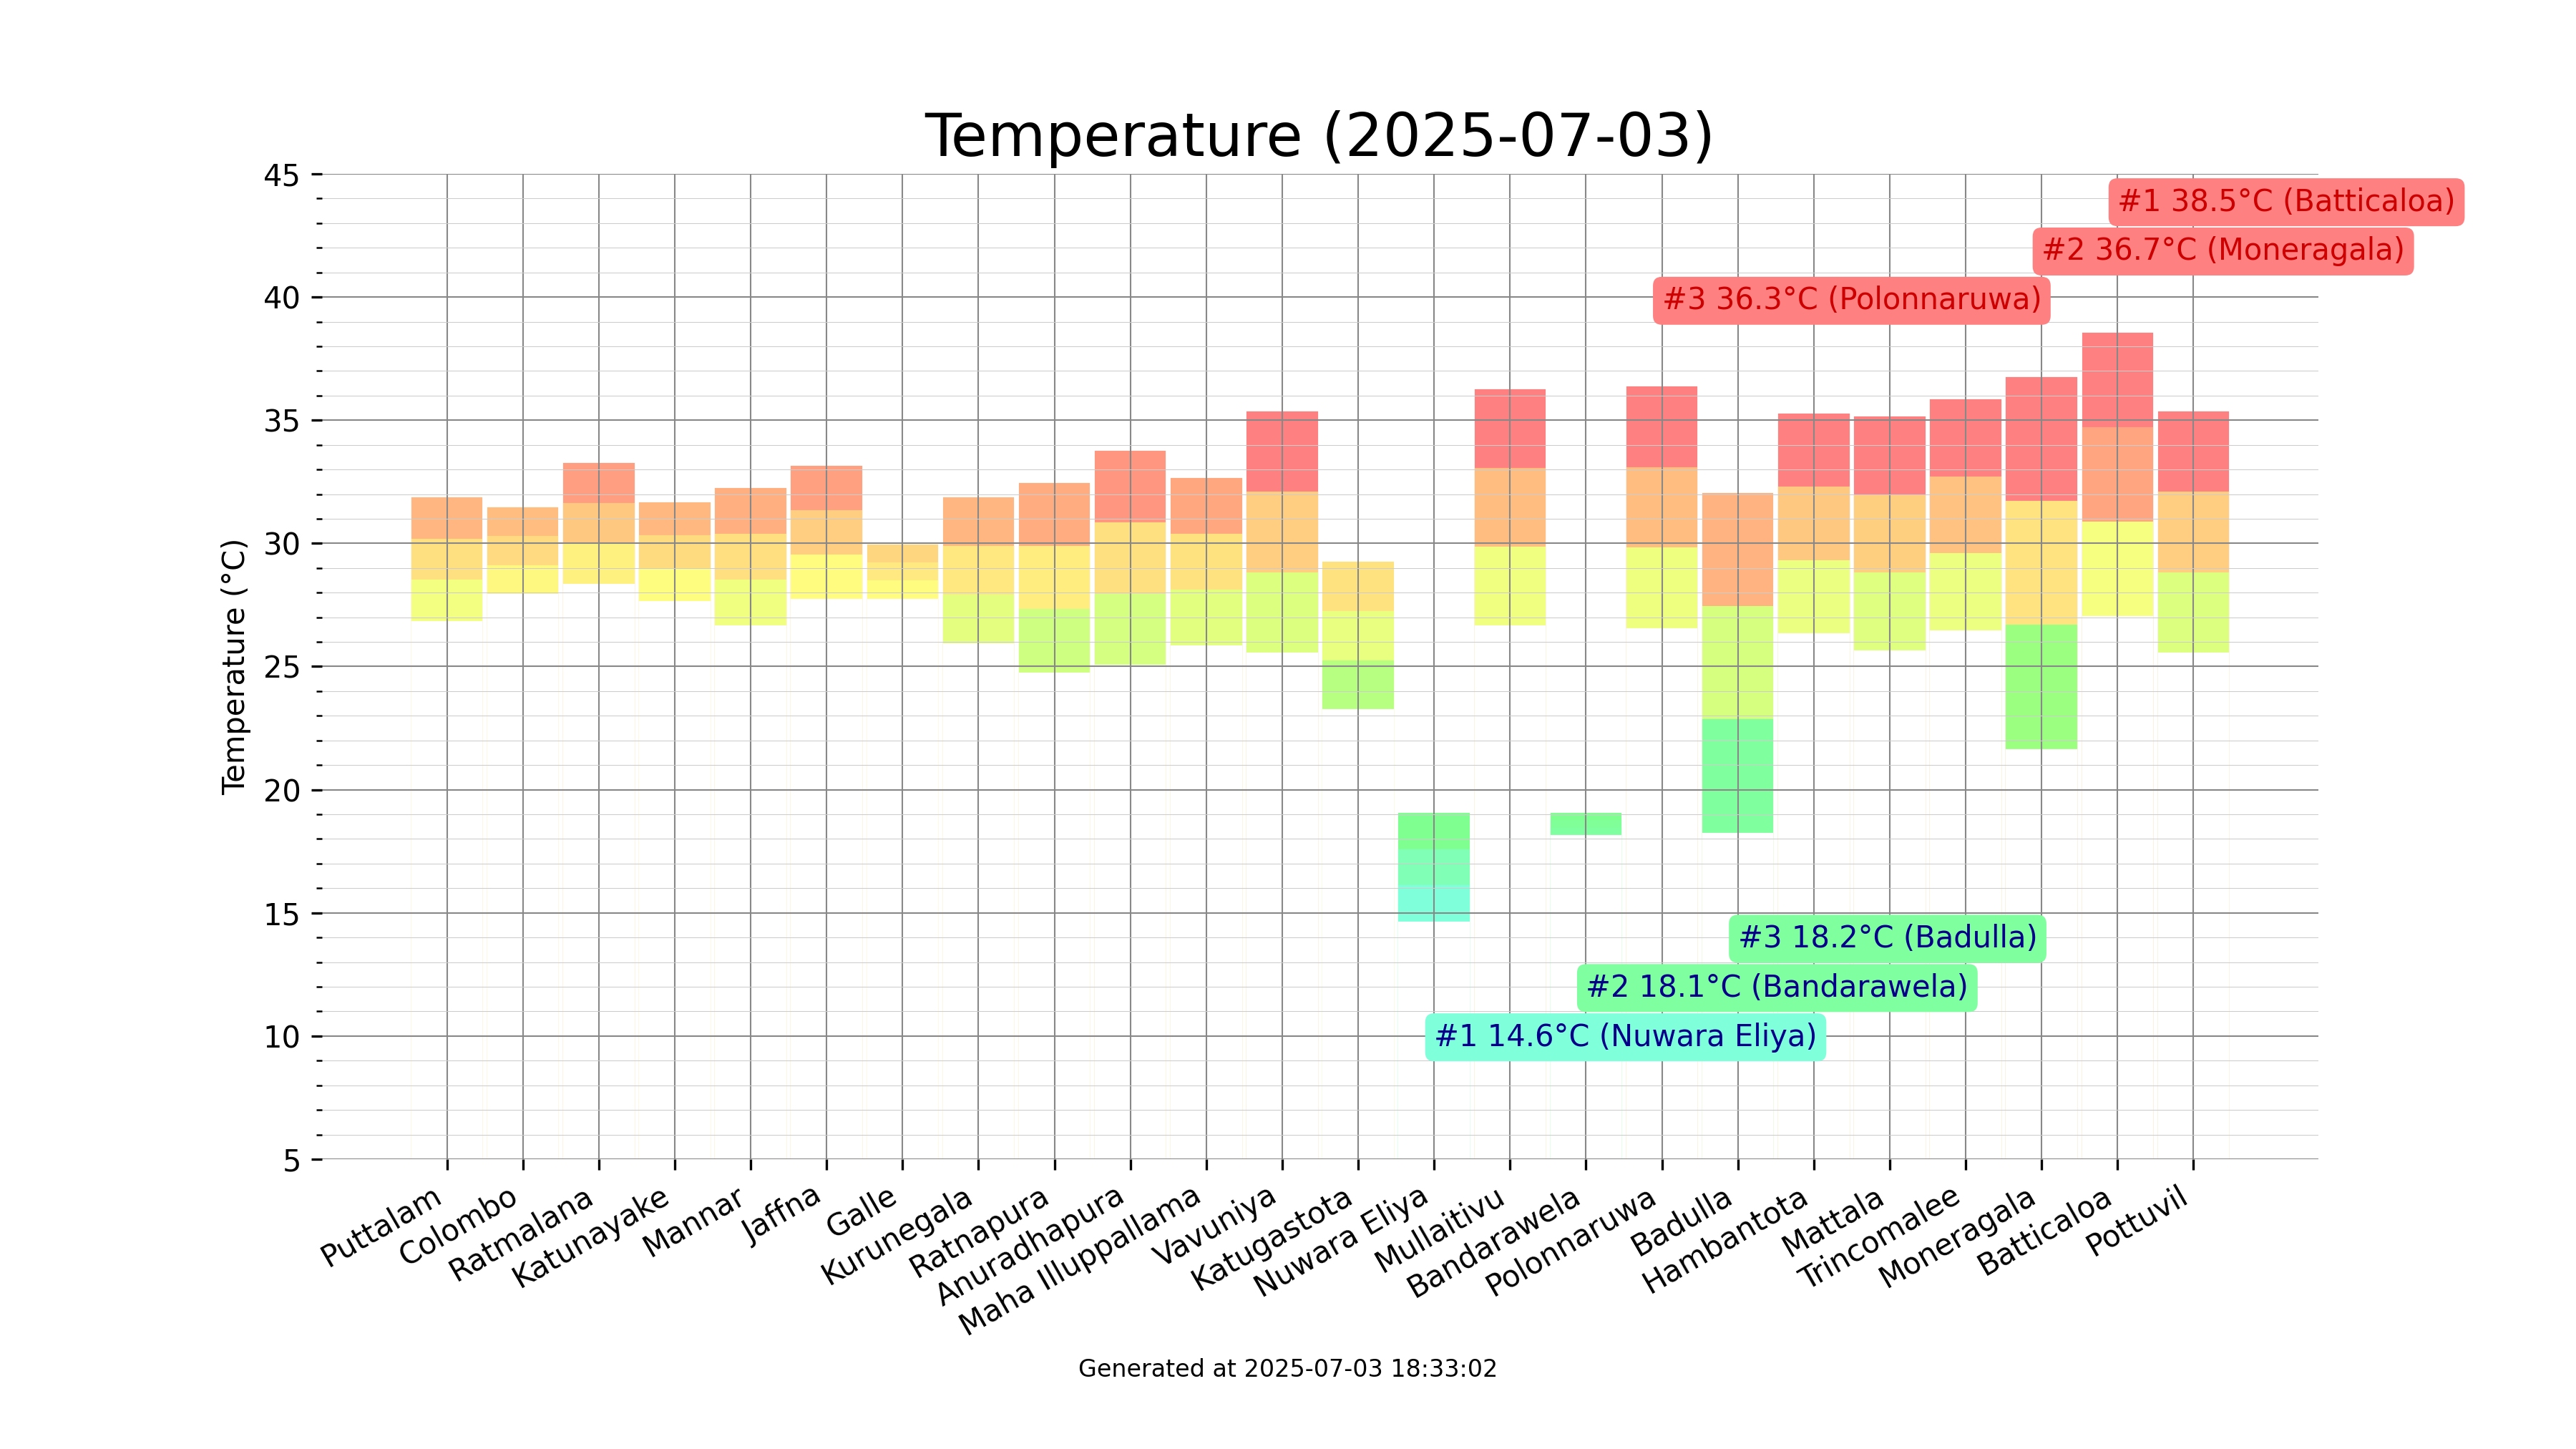 Temperature (2025-07-03)
45
40
35
30
25
20
15
10
5
Temperature (°C)
#1 38.5°C (Batticaloa)
#2 36.7°C (Moneragala)
#3 36.3°C (Polonnaruwa)
#3 18.2°C (Badulla)
#2 18.1°C (Bandarawela)
#1 14.6°C (Nuwara Eliya)
Puttalam
Colombo
Ratmalana
Katunayake
Mannar
Jaffna
Galle
Kurunegala
Ratnapura
Anuradhapura
Maha Illuppallama
Vavuniya
Katugastota
Nuwara Eliya
Mullaitivu
Bandarawela
Polonnaruwa
Badulla
Hambantota
Mattala
Trincomalee
Moneragala
Batticaloa
Pottuvil
Generated at 2025-07-03 18:33:02